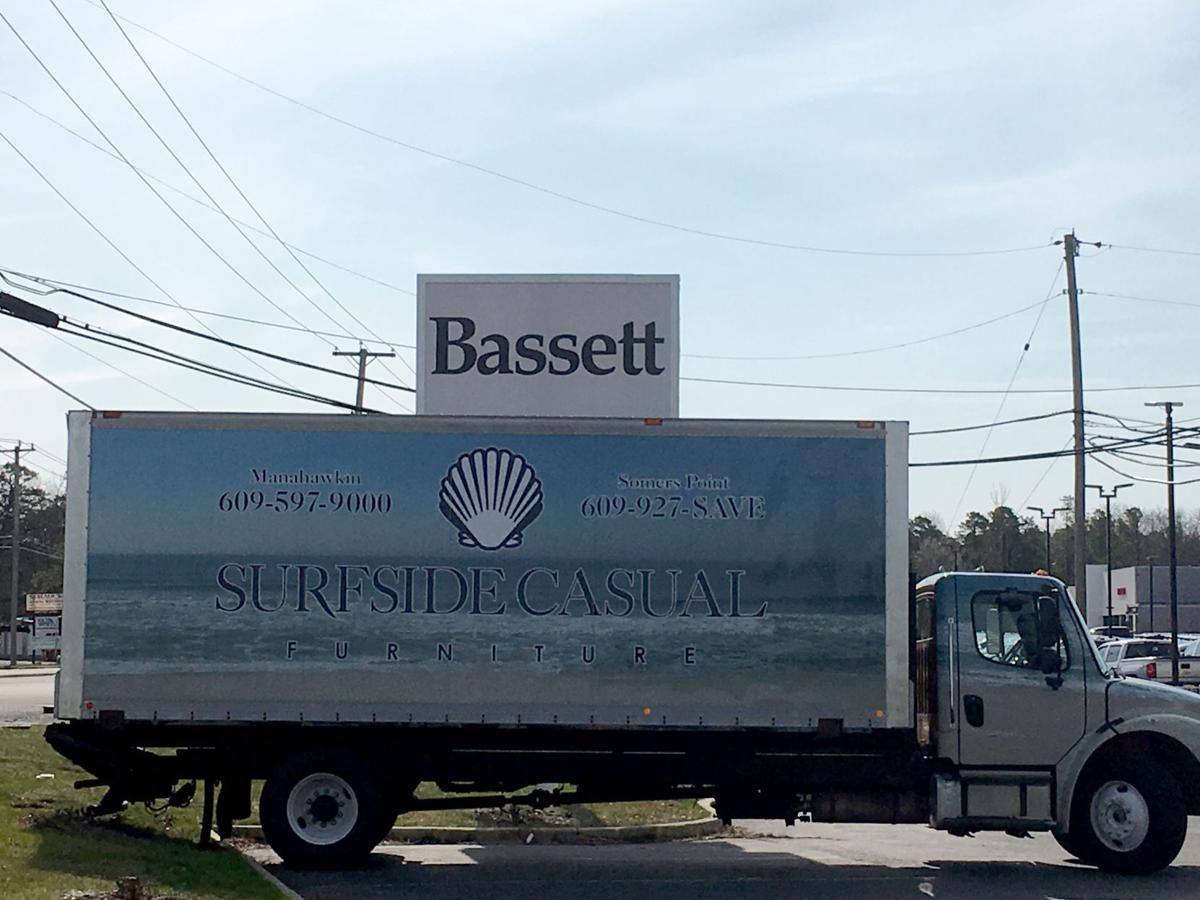 Bassett
Manahawkin
609-597-9000
Somers Point
609-927-SAVE
SURFSIDE CASUAL
FURNITURE